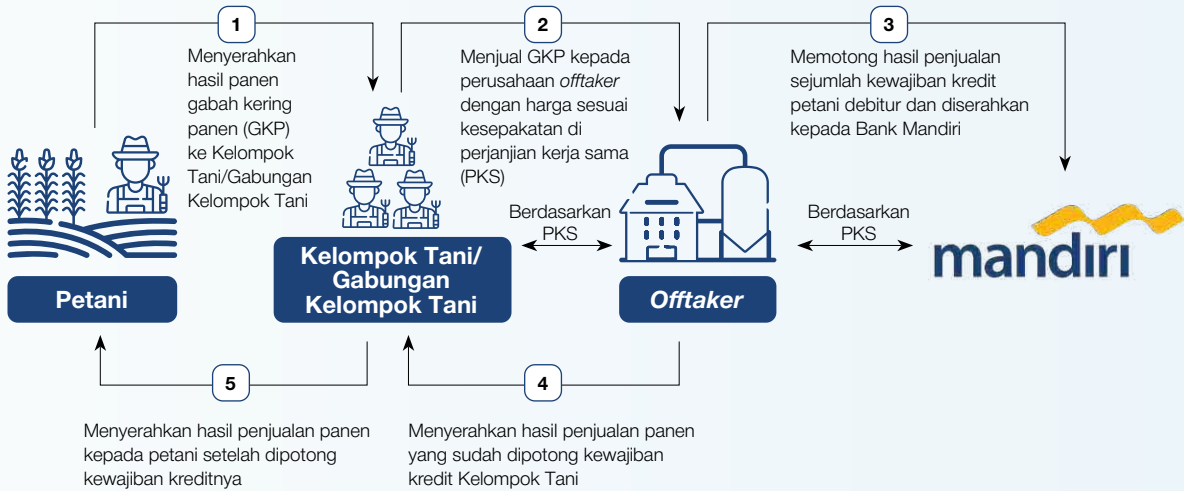 1
Menyerahkan
hasil panen
gabah kering
panen (GKP)
ke Kelompok
Tani/Gabungan
Kelompok Tani
2
Menjual GKP kepada
perusahaan offtaker
dengan harga sesuai
kesepakatan di
perjanjian kerja sama
(PKS)
3
Memotong hasil penjualan
sejumlah kewajiban kredit
petani debitur dan diserahkan
kepada Bank Mandiri
Berdasarkan
PKS
Berdasarkan
PKS
mandırı
Petani
Kelompok Tani/
Gabungan
Kelompok Tani
Offtaker
5
Menyerahkan hasil penjualan panen
kepada petani setelah dipotong
kewajiban kreditnya
4
Menyerahkan hasil penjualan panen
yang sudah dipotong kewajiban
kredit Kelompok Tani